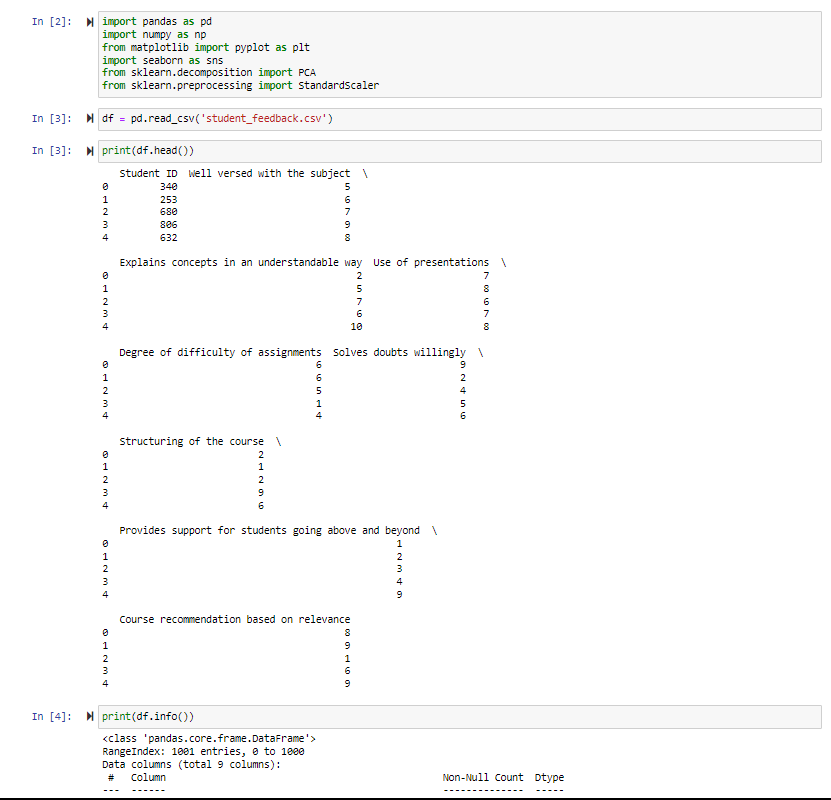 In [2]: import pandas as pd
import numpy as np
from matplotlib import pyplot as plt
import seaborn as sns
from sklearn.decomposition import PCA
from sklearn.preprocessing import StandardScaler
In [3]: df = pd.read_csv('student_feedback.csv')
In [3]: print(df.head())
Student ID Well versed with the subject \
0 340 5
1 253 6
2 680 7
3 806 9
4 632 8
Explains concepts in an understandable way Use of presentations \
0 2 7
1 5 8
2 7 6
3 6 7
4 10 8
Degree of difficulty of assignments Solves doubts willingly \
0 6 9
1 6 2
2 5 4
3 1 5
4 4 6
Structuring of the course \
0 2
1 1
2 2
3 9
4 6
Provides support for students going above and beyond \
0 1
1 2
2 3
3 4
4 9
Course recommendation based on relevance
0 8
1 9
2 1
3 6
4 9
In [4]: print(df.info())
<class 'pandas.core.frame.DataFrame'>
RangeIndex: 1001 entries, 0 to 1000
Data columns (total 9 columns):
# Column Non-Null Count Dtype
--- ------ -------------- -----